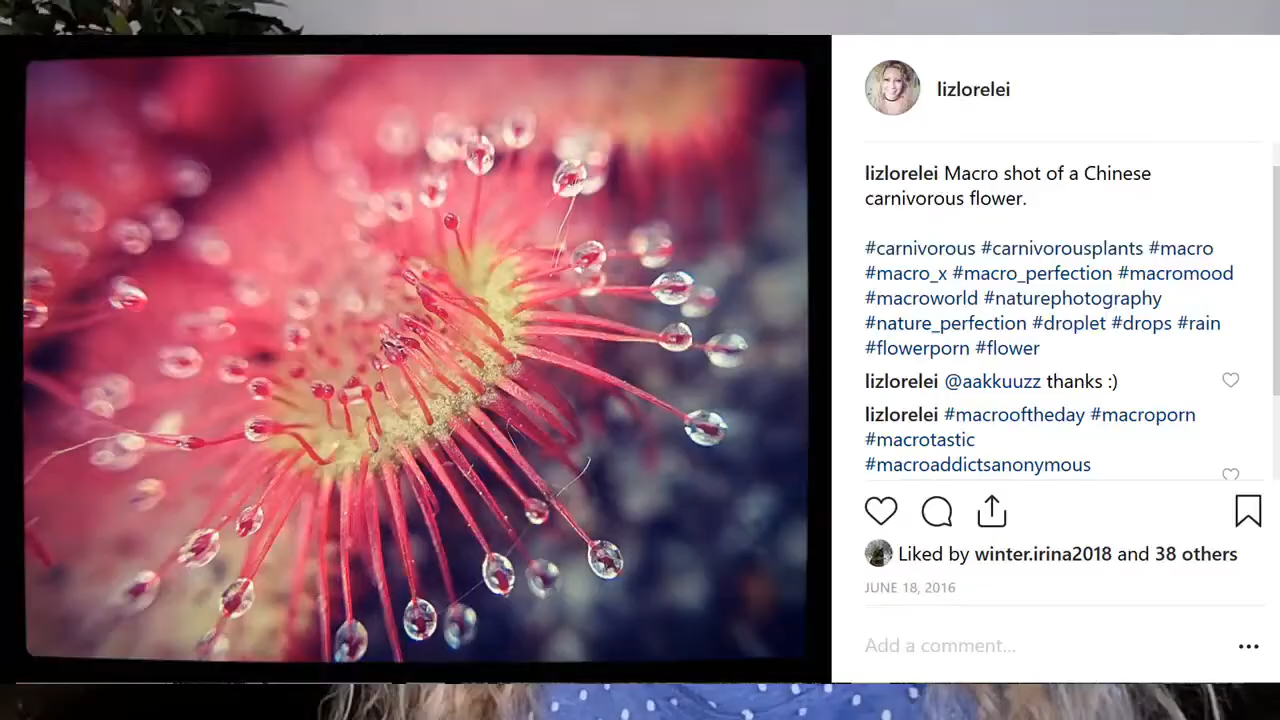 lizlorelei
lizlorelei Macro shot of a Chinese
carnivorous flower.
#carnivorous #carnivorousplants #macro
#macro_x #macro_perfection #macromood
#macroworld #naturephotography
#nature_perfection #droplet #drops #rain
#flowerporn #flower
lizlorelei @aakkuuzz thanks :)
lizlorelei #macrooftheday #macroporn
#macrotastic
#macroaddictsanonymous
Liked by winter.irina2018 and 38 others
JUNE 18, 2016
Add a comment...